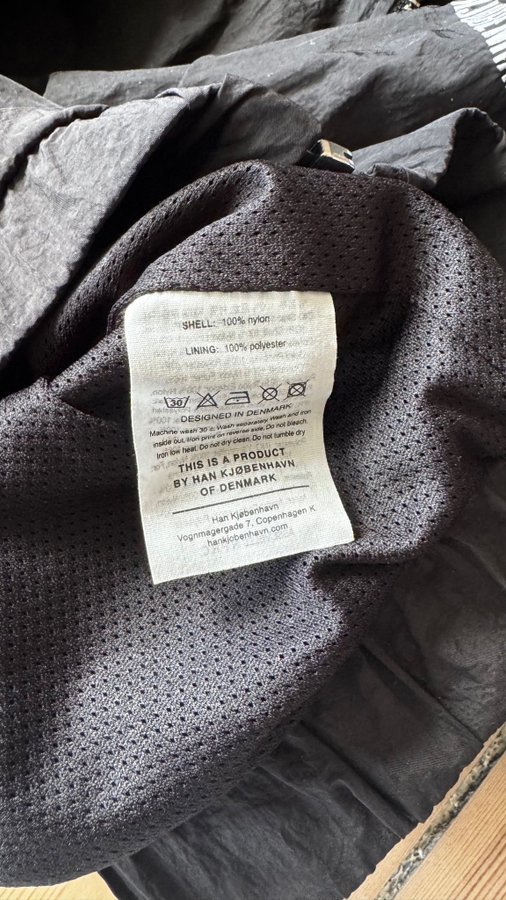 SHELL: 100% nylon
LINING: 100% polyester
30
DESIGNED IN DENMARK
Machine wash 30 c. Wash separately Wash and iron
inside out. Iron print on reverse side. Do not bleach.
Iron low heat. Do not dry clean. Do not tumble dry
THIS IS A PRODUCT
BY HAN KJØBENHAVN
OF DENMARK
Han Kjøbenhavn
Vognmagergade 7, Copenhagen K
hankjobenhavn.com